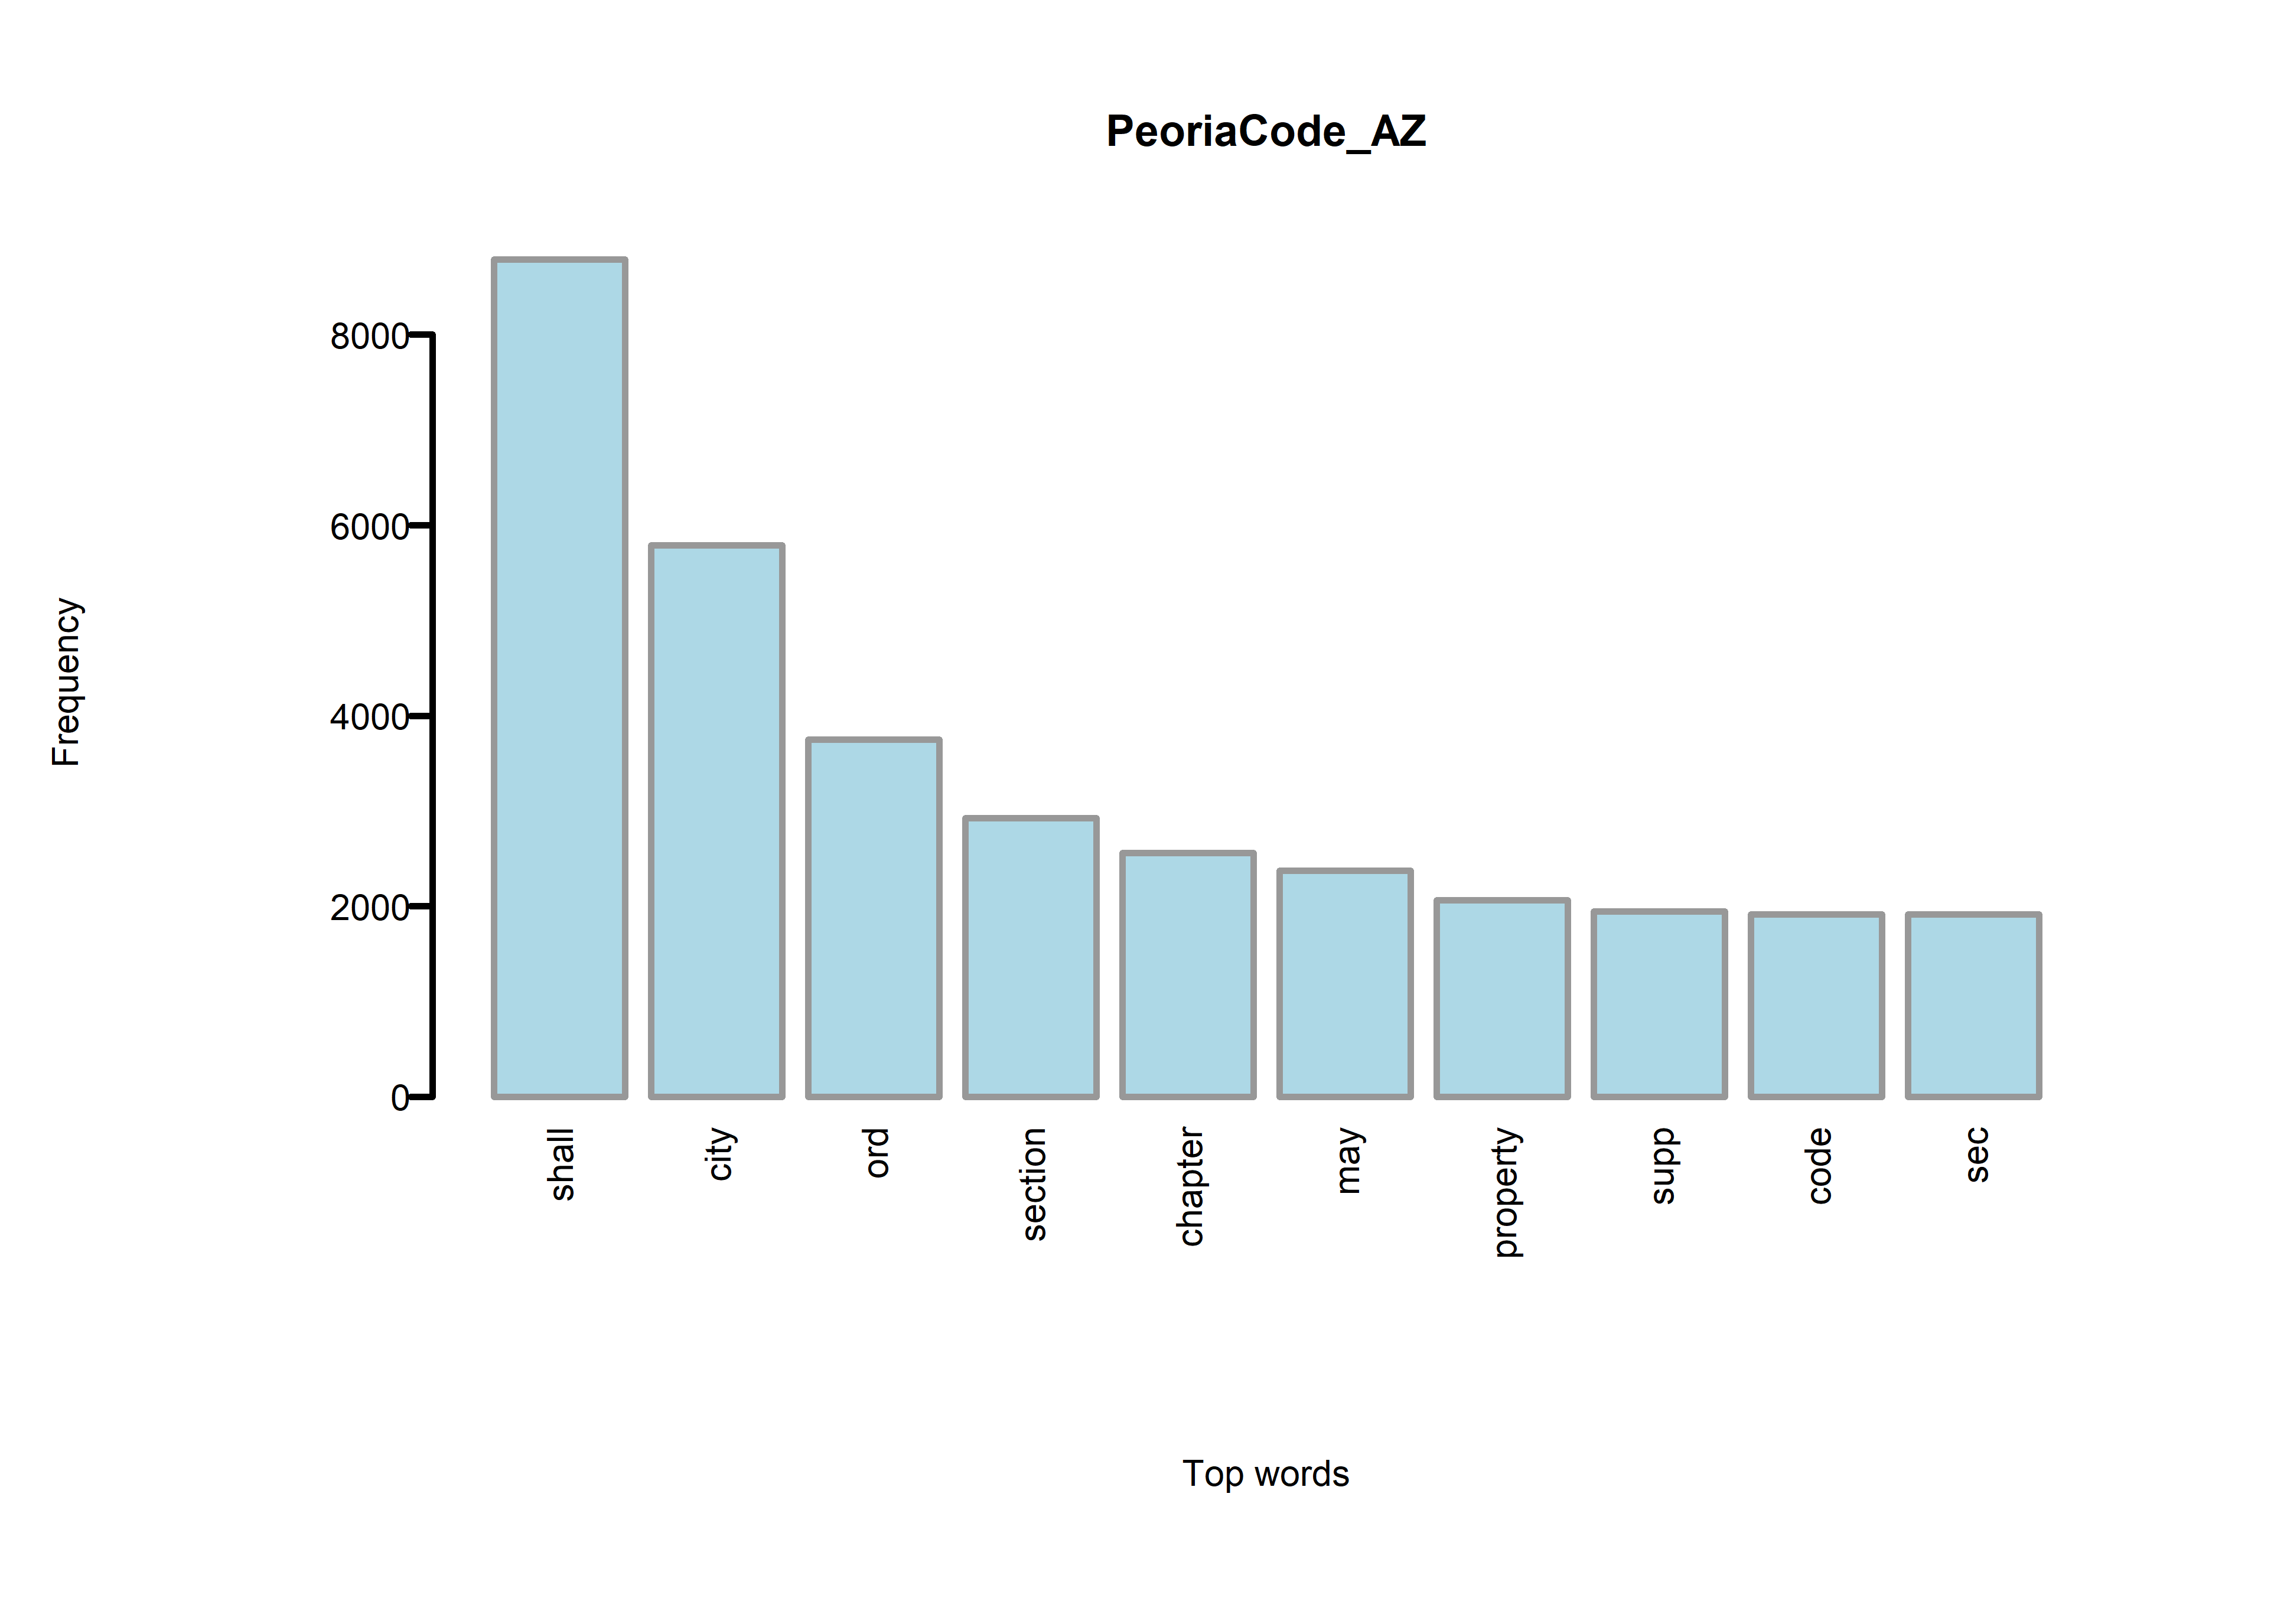 PeoriaCode_AZ
Frequency
8000
6000
4000
2000
0
shall
city
ord
section
chapter
may
property
supp
code
sec
Top words